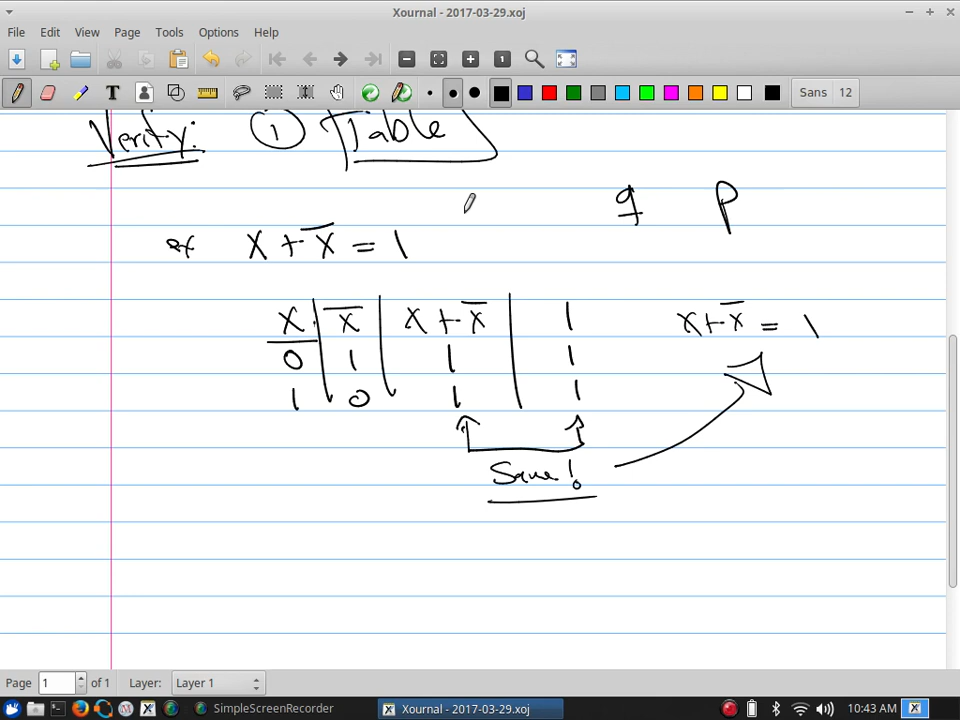 Xournal - 2017-03-29.xoj
File Edit View Page Tools Options Help
Sans 12
Verity: ① Table
q p
ex X + X̅ = 1
X X̅ X + X̅ 1 X + X̅ = 1
0 1 1 1
1 0 1 1
Same!
Page 1 of 1 Layer: Layer 1
SimpleScreenRecorder Xournal - 2017-03-29.xoj 10:43 AM